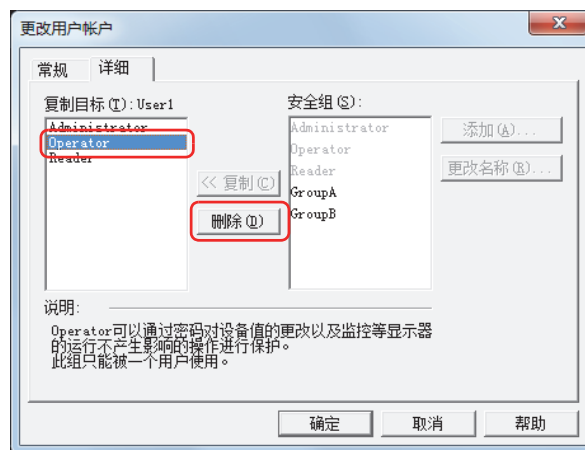 更改用户帐户
常规 详细
复制目标(T):User1
安全组(S):
Administrator
Operator
Reader
<< 复制(C)
删除(D)
Administrator
Operator
Reader
GroupA
GroupB
添加(A)...
更改名称(R)...
说明:
Operator可以通过密码对设备值的更改以及监控等显示器
的运行不产生影响的操作进行保护。
此组只能被一个用户使用。
确定 取消 帮助